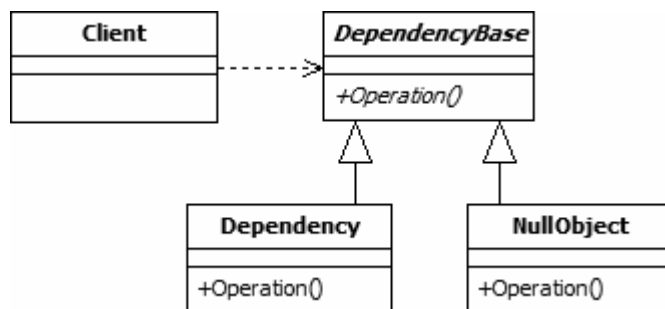 Client
DependencyBase
+Operation()
Dependency
+Operation()
NullObject
+Operation()